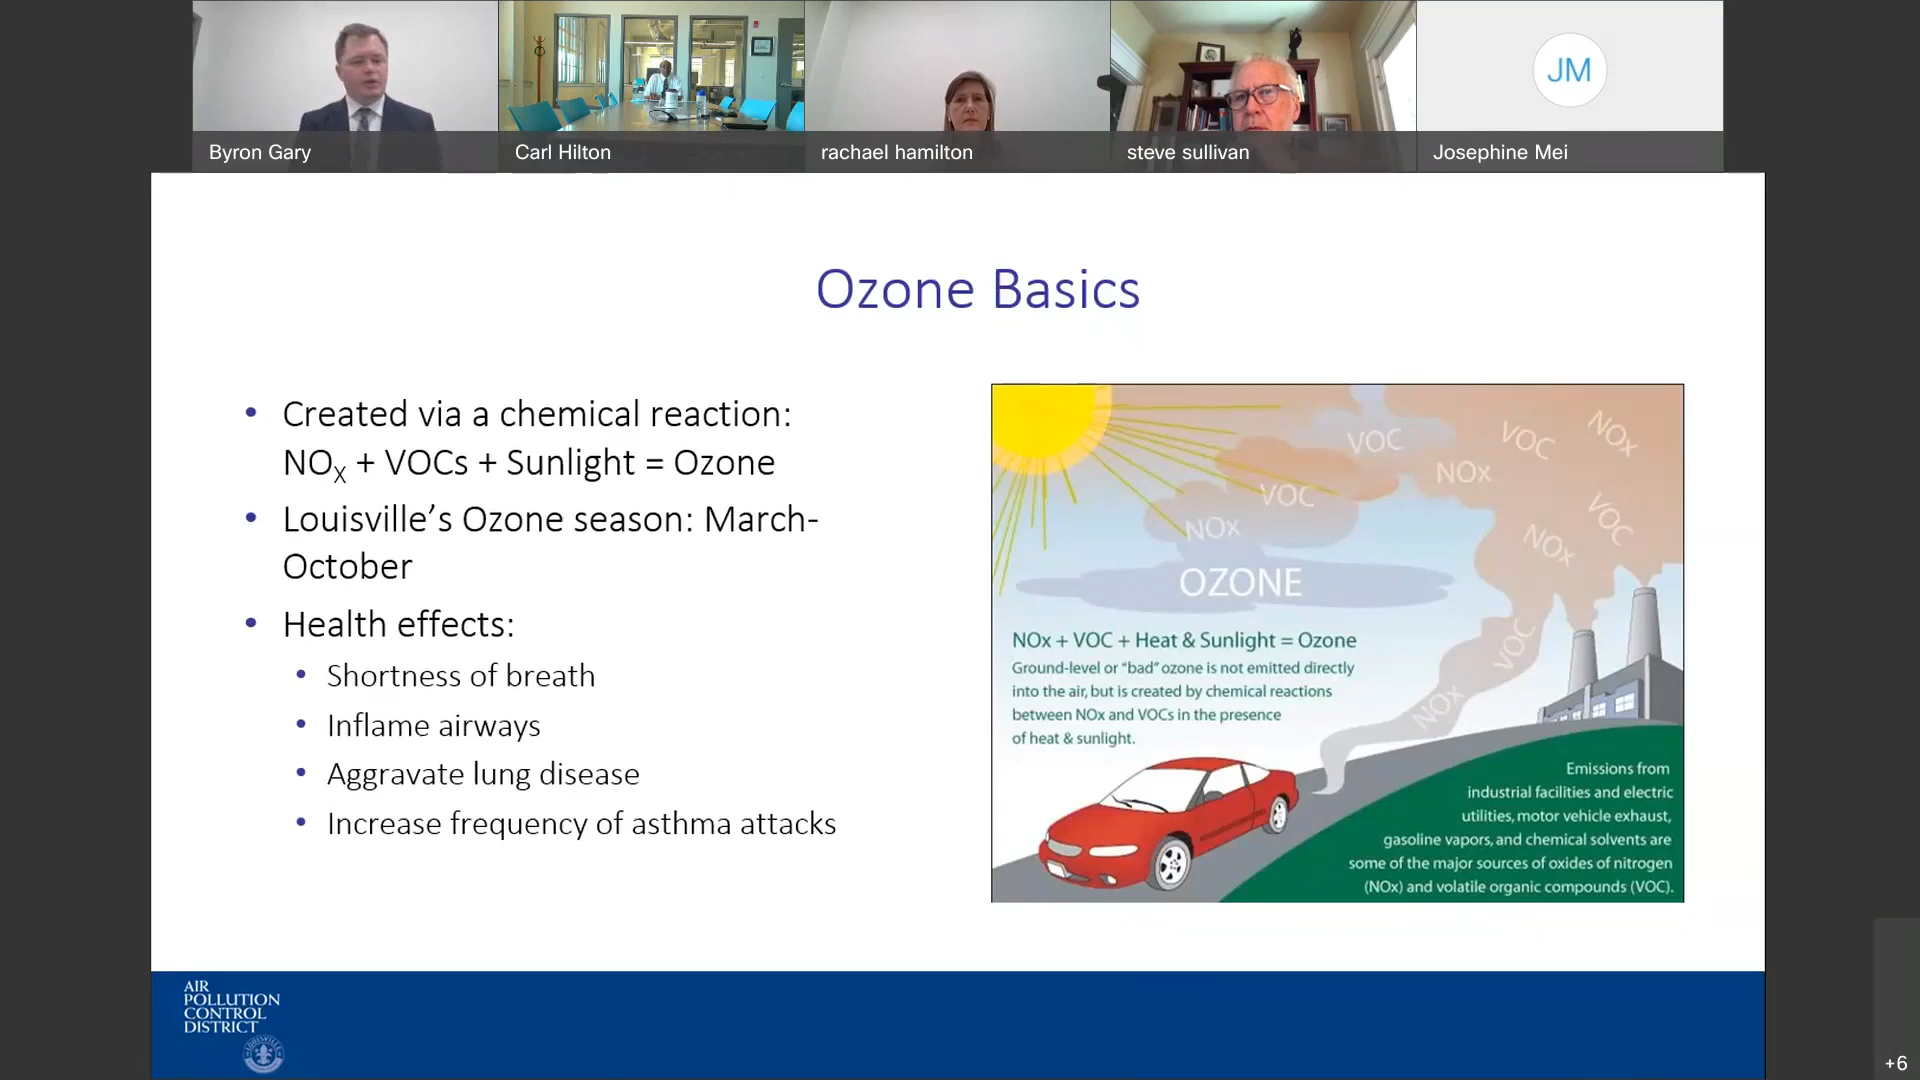 Byron Gary
Carl Hilton
rachael hamilton
steve sullivan
JM
Josephine Mei
Ozone Basics
• Created via a chemical reaction:
NOX + VOCs + Sunlight = Ozone
• Louisville’s Ozone season: March-
October
• Health effects:
• Shortness of breath
• Inflame airways
• Aggravate lung disease
• Increase frequency of asthma attacks
VOC
VOC
NOx
NOx
VOC
NOx
VOC
NOx
OZONE
VOC
NOx
NOx + VOC + Heat & Sunlight = Ozone
Ground-level or “bad” ozone is not emitted directly
into the air, but is created by chemical reactions
between NOx and VOCs in the presence
of heat & sunlight.
Emissions from
industrial facilities and electric
utilities, motor vehicle exhaust,
gasoline vapors, and chemical solvents are
some of the major sources of oxides of nitrogen
(NOx) and volatile organic compounds (VOC).
AIR
POLLUTION
CONTROL
DISTRICT
+6